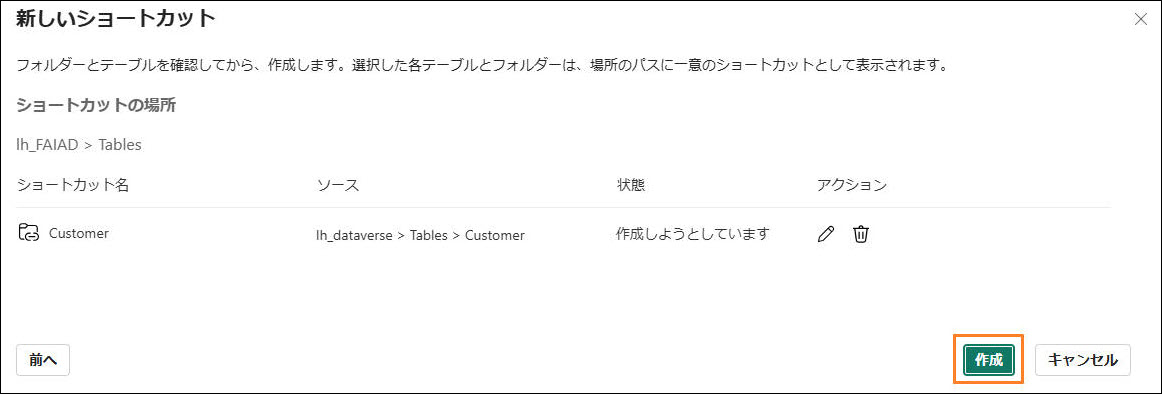 新しいショートカット
フォルダーとテーブルを確認してから、作成します。選択した各テーブルとフォルダーは、場所のパスに一意のショートカットとして表示されます。
ショートカットの場所
lh_FAIAD > Tables
ショートカット名 ソース 状態 アクション
Customer lh_dataverse > Tables > Customer 作成しようとしています
前へ 作成 キャンセル